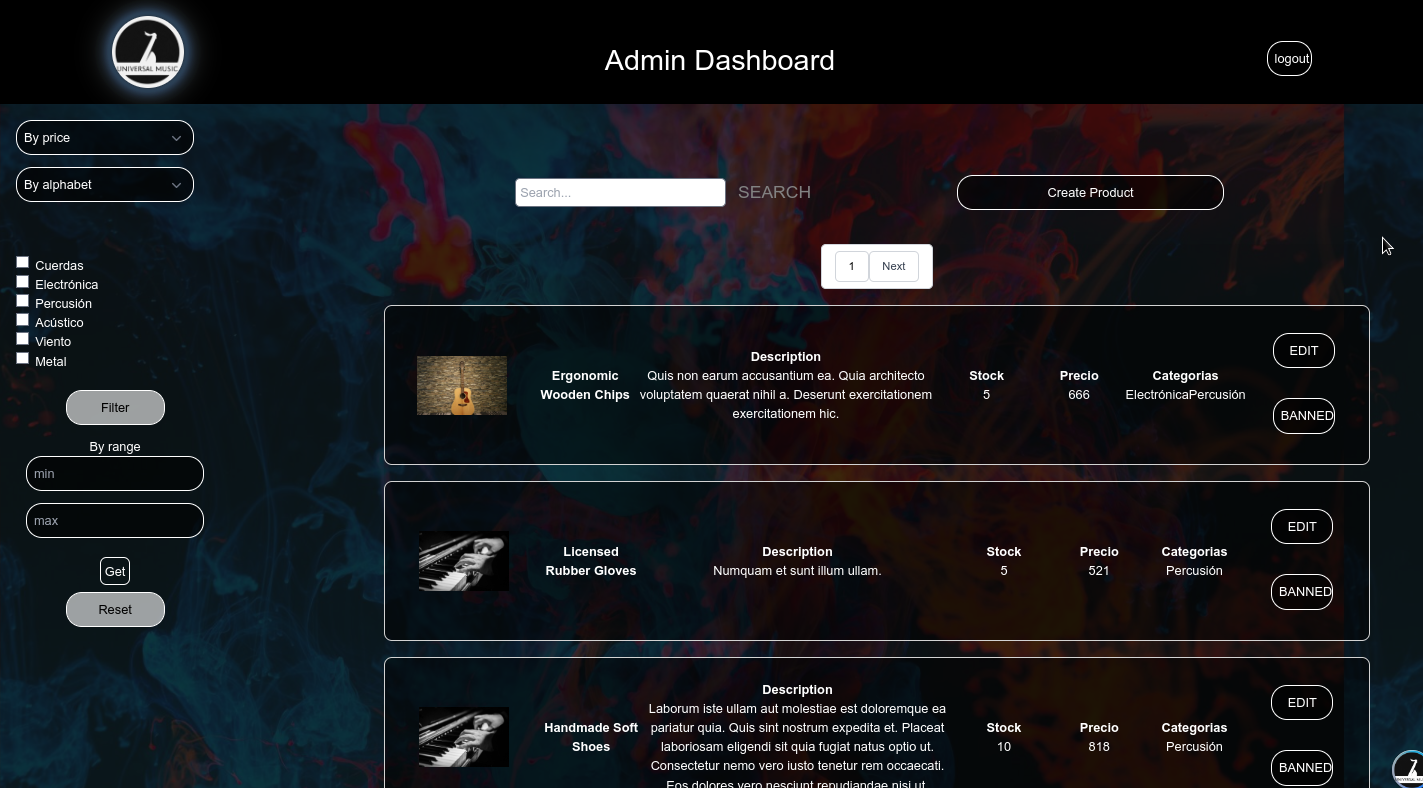 UNIVERSAL MUSIC
Admin Dashboard
logout
By price
By alphabet
Search...
SEARCH
Create Product
1
Next
Cuerdas
Electrónica
Percusión
Acústico
Viento
Metal
Filter
By range
min
max
Get
Reset
Ergonomic
Wooden Chips
Description
Quis non earum accusantium ea. Quia architecto
voluptatem quaerat nihil a. Deserunt exercitationem
exercitationem hic.
Stock
5
Precio
666
Categorias
ElectrónicaPercusión
EDIT
BANNED
Licensed
Rubber Gloves
Description
Numquam et sunt illum ullam.
Stock
5
Precio
521
Categorias
Percusión
EDIT
BANNED
Handmade Soft
Shoes
Description
Laborum iste ullam aut molestiae est doloremque ea
pariatur quia. Quis sint nostrum expedita et. Placeat
laboriosam eligendi sit quia fugiat natus optio ut.
Consectetur nemo vero iusto tenetur rem occaecati.
Eos dolores vero nesciunt repudiandae nisi ut
Stock
10
Precio
818
Categorias
Percusión
EDIT
BANNED